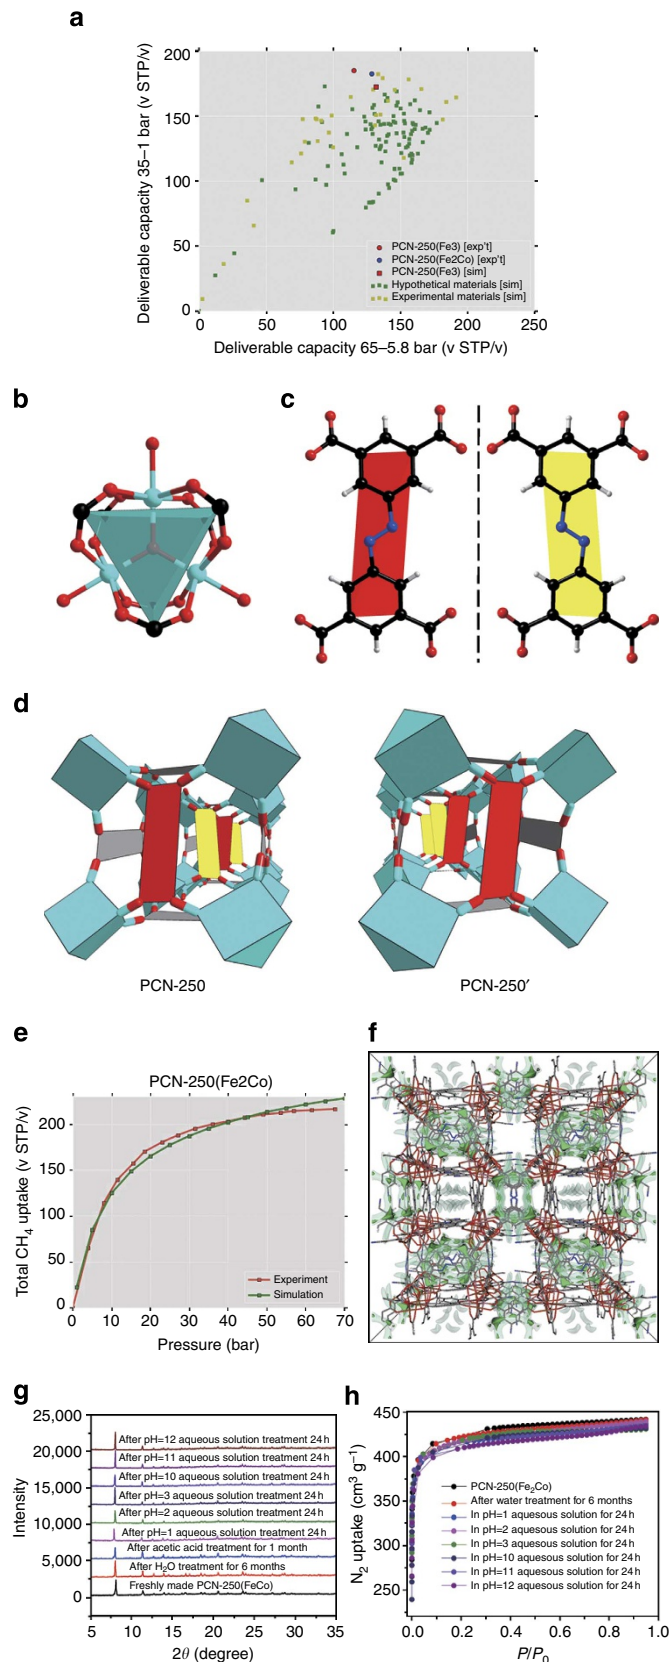 a
Deliverable capacity 35–1 bar (v STP/v)
200
150
100
50
0
0
50
100
150
200
250
PCN-250(Fe3) [exp't]
PCN-250(Fe2Co) [exp't]
PCN-250(Fe3) [sim]
Hypothetical materials [sim]
Experimental materials [sim]
Deliverable capacity 65–5.8 bar (v STP/v)
b
c
d
PCN-250
PCN-250′
e
f
PCN-250(Fe2Co)
Total CH4 uptake (v STP/v)
200
150
100
50
0
0
10
20
30
40
50
60
70
Experiment
Simulation
Pressure (bar)
g
Intensity
25,000
20,000
15,000
10,000
5,000
0
After pH=12 aqueous solution treatment 24 h
After pH=11 aqueous solution treatment 24 h
After pH=10 aqueous solution treatment 24 h
After pH=3 aqueous solution treatment 24 h
After pH=2 aqueous solution treatment 24 h
After pH=1 aqueous solution treatment 24 h
After acetic acid treatment for 1 month
After H2O treatment for 6 months
Freshly made PCN-250(FeCo)
5
10
15
20
25
30
35
2θ (degree)
h
N2 uptake (cm3 g−1)
450
400
350
300
250
PCN-250(Fe2Co)
After water treatment for 6 months
In pH=1 aqueous solution for 24 h
In pH=2 aqueous solution for 24 h
In pH=3 aqueous solution for 24 h
In pH=10 aqueous solution for 24 h
In pH=11 aqueous solution for 24 h
In pH=12 aquesous solution for 24 h
0.0
0.2
0.4
0.6
0.8
1.0
P/P0